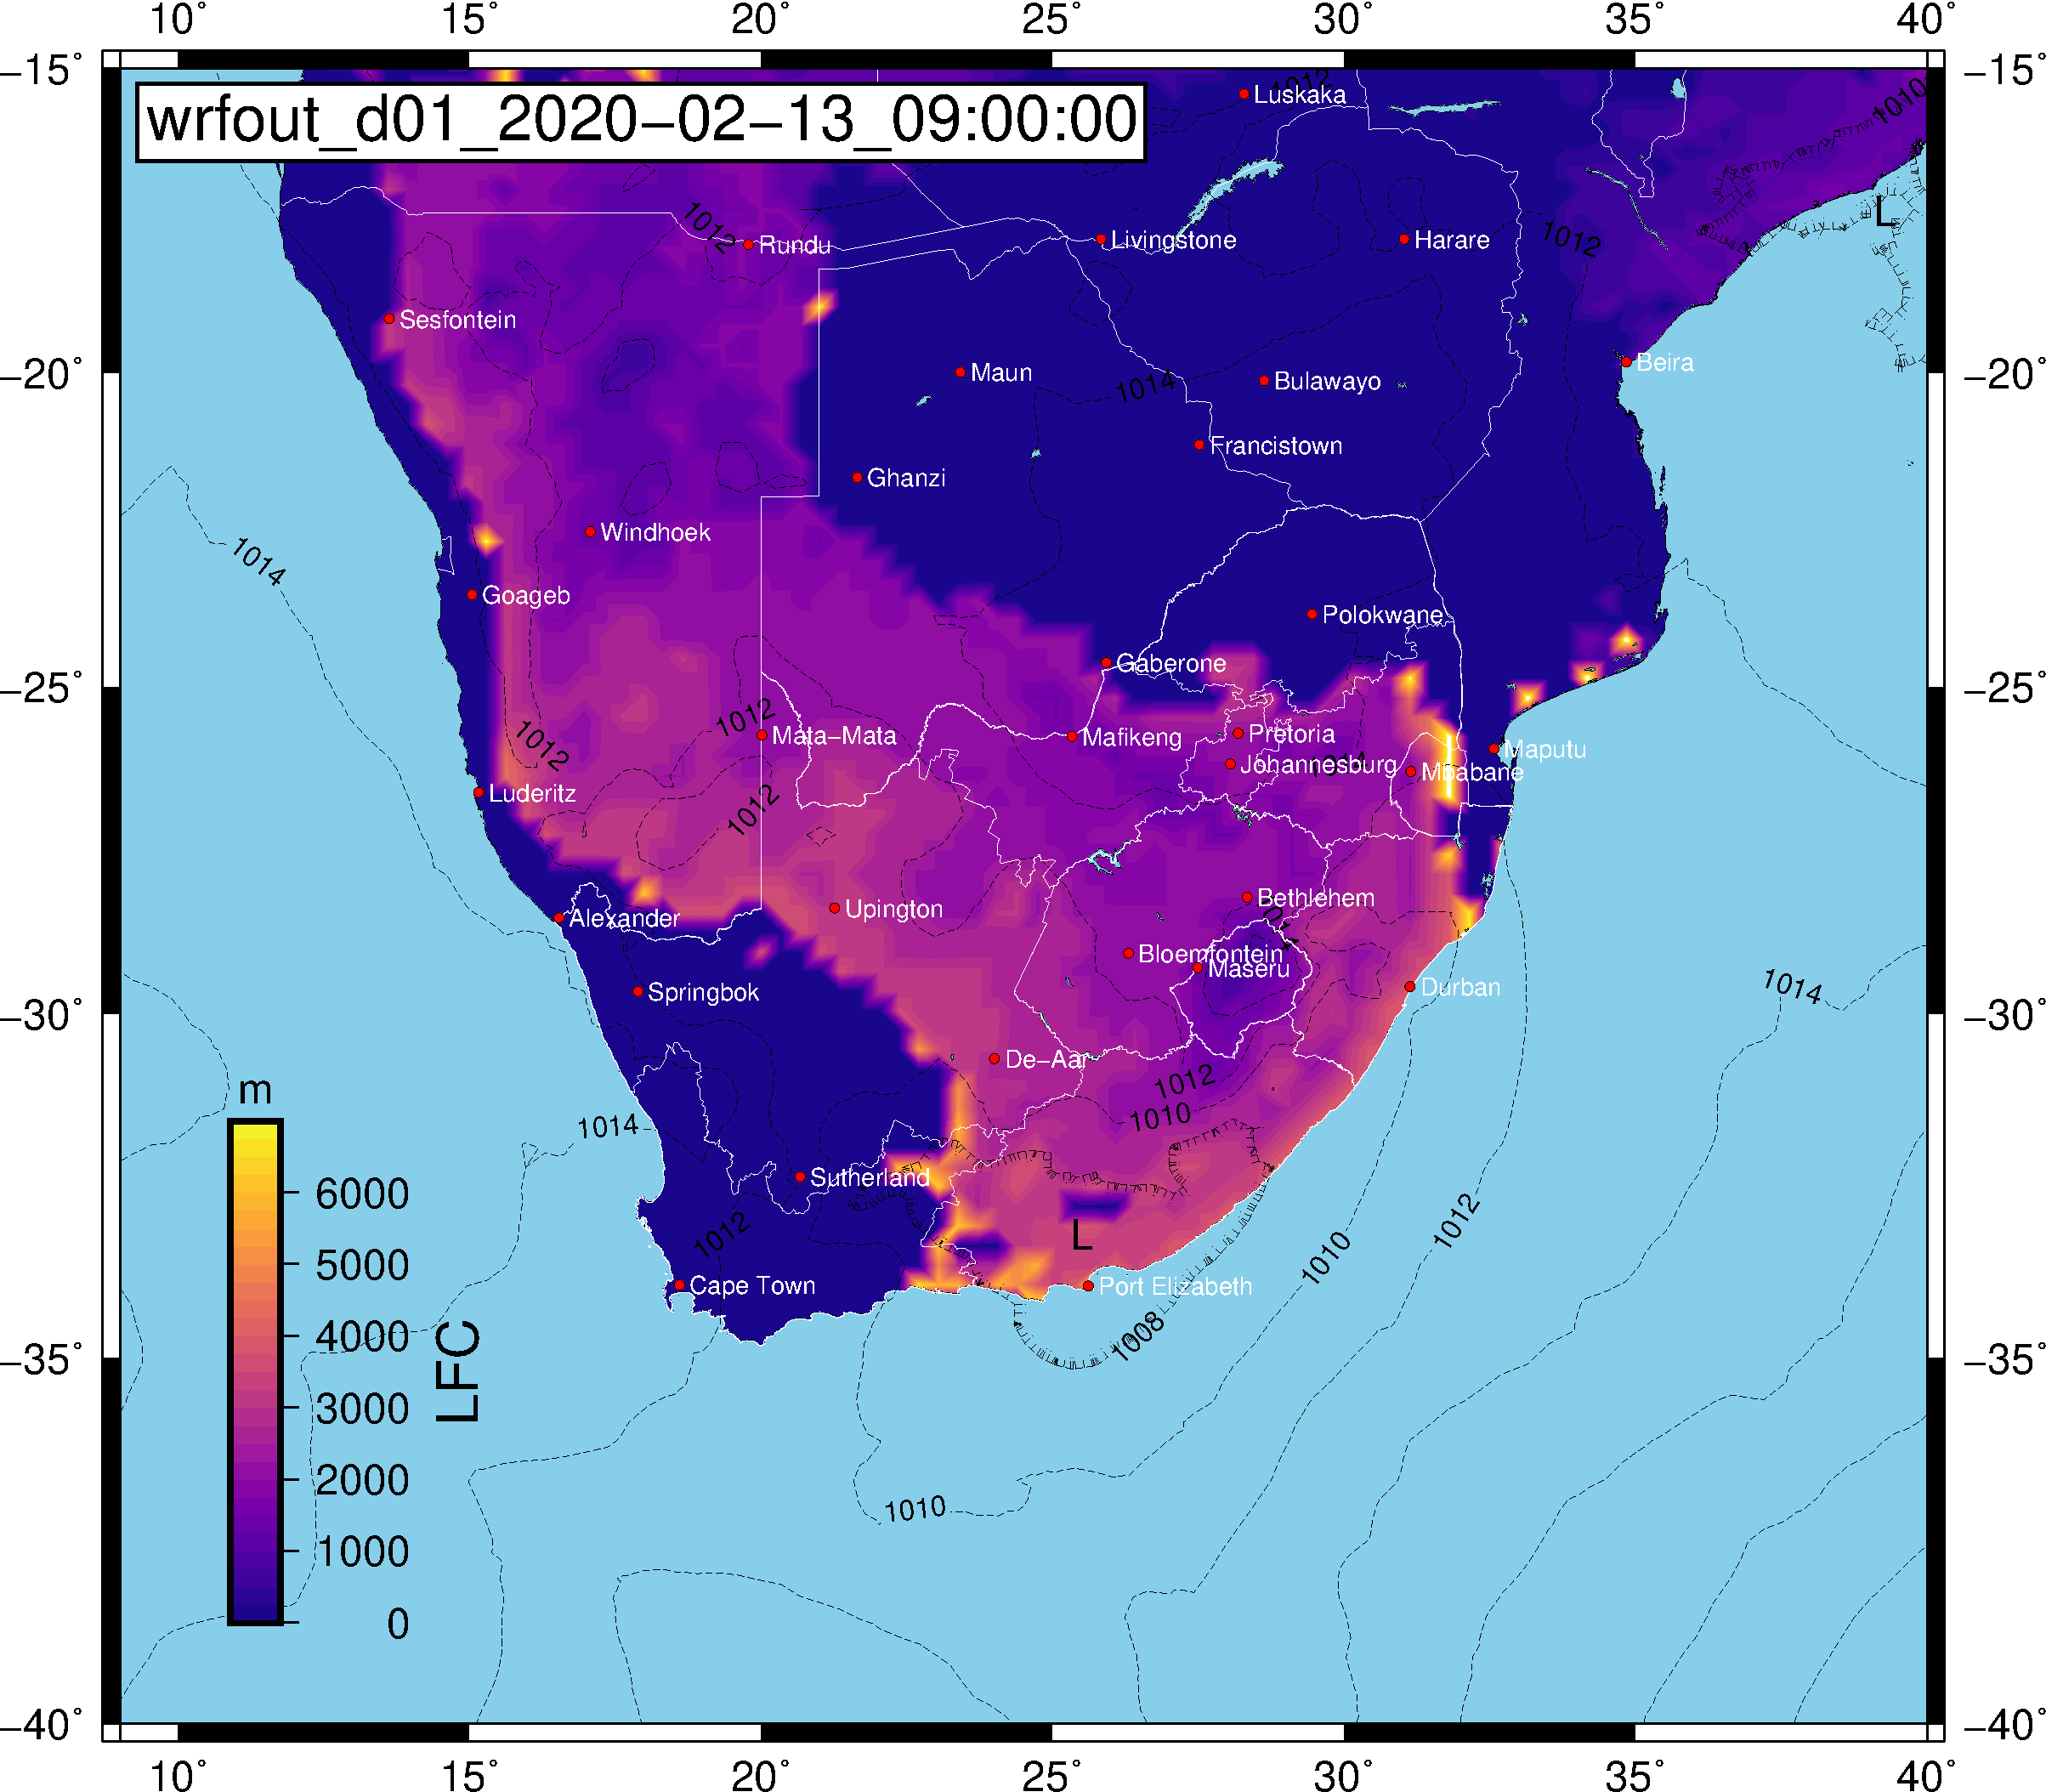 10° 15° 20° 25° 30° 35° 40°
−15° −15°
wrfout_d01_2020−02−13_09:00:00
1012
Luskaka
1010
L
1012
Rundu
Livingstone
Harare
1012
Sesfontein
Beira
−20° −20°
Maun
1014
Bulawayo
Francistown
Ghanzi
Windhoek
1014
Goageb
Polokwane
Gaberone
−25° −25°
1012
1012
Mata−Mata
Mafikeng
Pretoria
Maputu
Johannesburg
1014
Mbabane
Luderitz
1012
Bethlehem
Upington
Alexander
1014
Bloemfontein
Maseru
Springbok
Durban
1014
−30° −30°
De−Aar
1012
1010
1014
Sutherland
1012
1012
L
1010
Cape Town
Port Elizabeth
1008
−35° −35°
m
6000
5000
4000
3000
2000
1000
0
LFC
1010
−40° −40°
10° 15° 20° 25° 30° 35° 40°